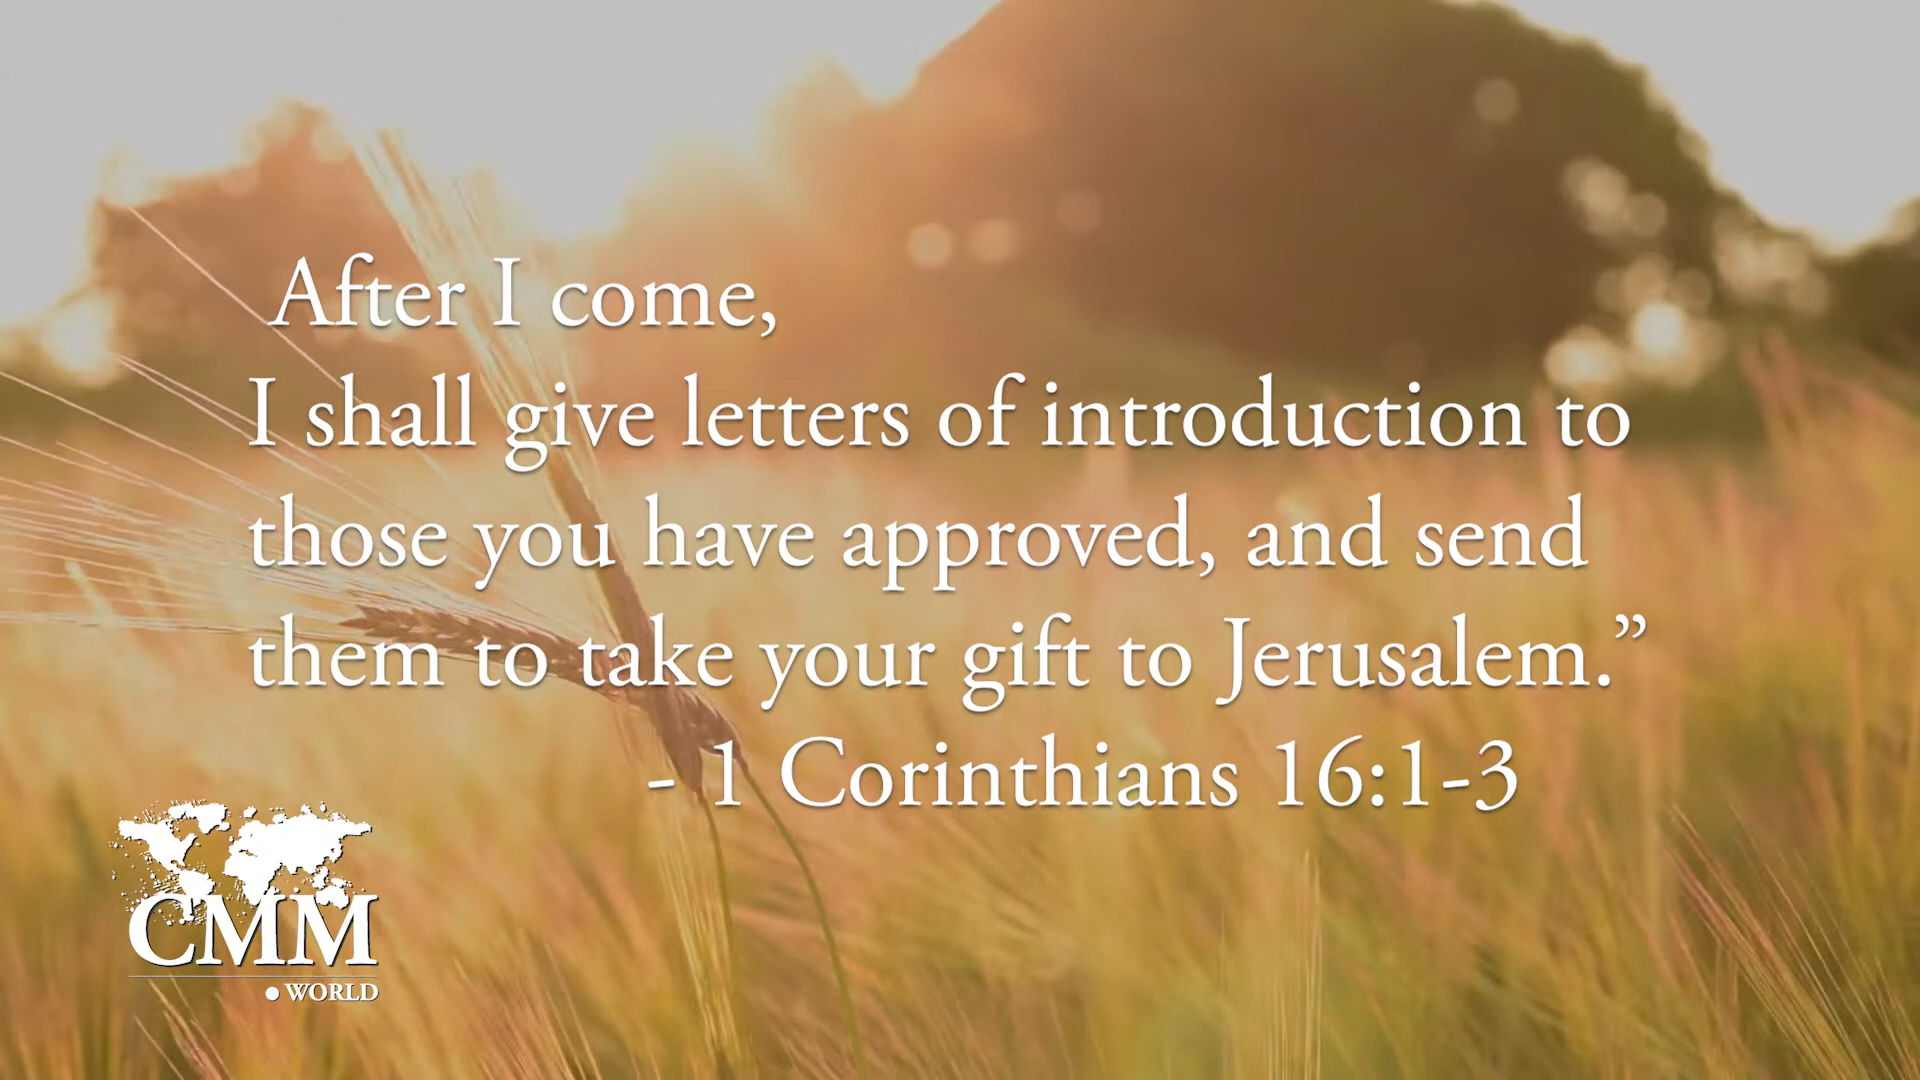 After I come,
I shall give letters of introduction to
those you have approved, and send
them to take your gift to Jerusalem.”
- 1 Corinthians 16:1-3
CMM
.WORLD